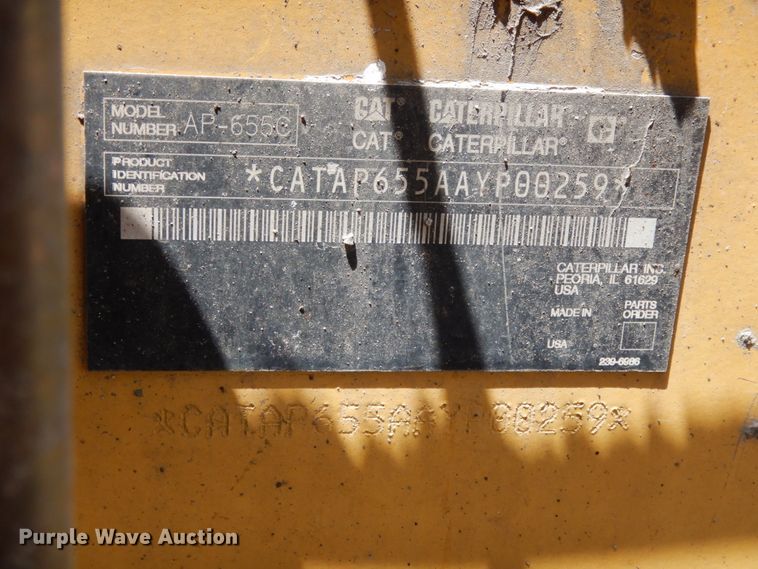 MODEL NUMBER AP-655C
CAT® CATERPILLAR
CAT® CATERPILLAR®
PRODUCT IDENTIFICATION NUMBER *CATAP655AAYP00259*
CATERPILLAR INC.
PEORIA, IL 61629
USA
MADE IN
PARTS ORDER
USA
239-6986
*CATAP655AAYP00259*
Purple Wave Auction